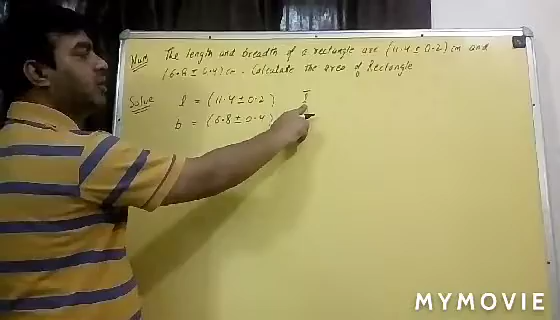 Num The length and breadth of a rectangle are (11.4 ± 0.2) cm and
(6.8 ± 0.4) cm. Calculate the area of Rectangle
Solve l = (11.4 ± 0.2)
b = (6.8 ± 0.4)
MYMOVIE